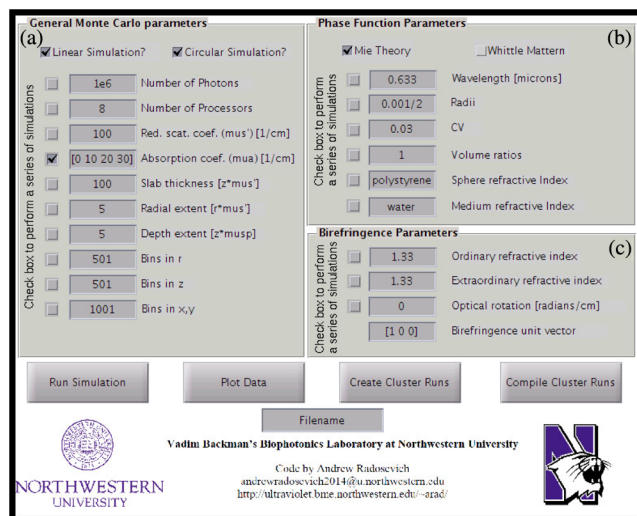 General Monte Carlo parameters
(a)
Linear Simulation?
Circular Simulation?
Check box to perform a series of simulations
1e6 Number of Photons
8 Number of Processors
100 Red. scat. coef. (mus') [1/cm]
[0 10 20 30] Absorption coef. (mua) [1/cm]
100 Slab thickness [z*mus']
5 Radial extent [r*mus']
5 Depth extent [z*musp]
501 Bins in r
501 Bins in z
1001 Bins in x,y
Phase Function Parameters
(b)
Mie Theory
Whittle Mattern
Check box to perform
a series of simulations
0.633 Wavelength [microns]
0.001/2 Radii
0.03 CV
1 Volume ratios
polystyrene Sphere refractive Index
water Medium refractive Index
Birefringence Parameters
(c)
Check box to perform
a series of simulations
1.33 Ordinary refractive index
1.33 Extraordinary refractive index
0 Optical rotation [radians/cm]
[1 0 0] Birefringence unit vector
Run Simulation
Plot Data
Create Cluster Runs
Compile Cluster Runs
Filename
Vadim Backman's Biophotonics Laboratory at Northwestern University
Code by Andrew Radosevich
andrewradosevich2014@u.northwestern.edu
http://ultraviolet.bme.northwestern.edu/~arad/
NORTHWESTERN
UNIVERSITY